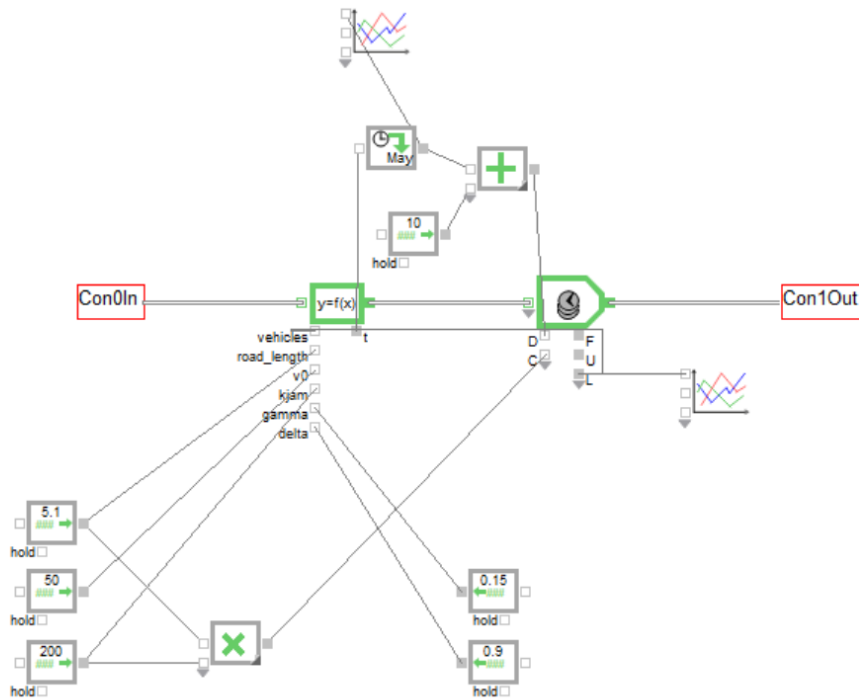 May
10
###
hold
Con0In
y=f(x)
Con1Out
vehicles
t
D
F
road_length
C
U
v0
L
kjam
gamma
delta
5.1
###
hold
50
###
hold
0.15
###
hold
200
###
hold
0.9
###
hold